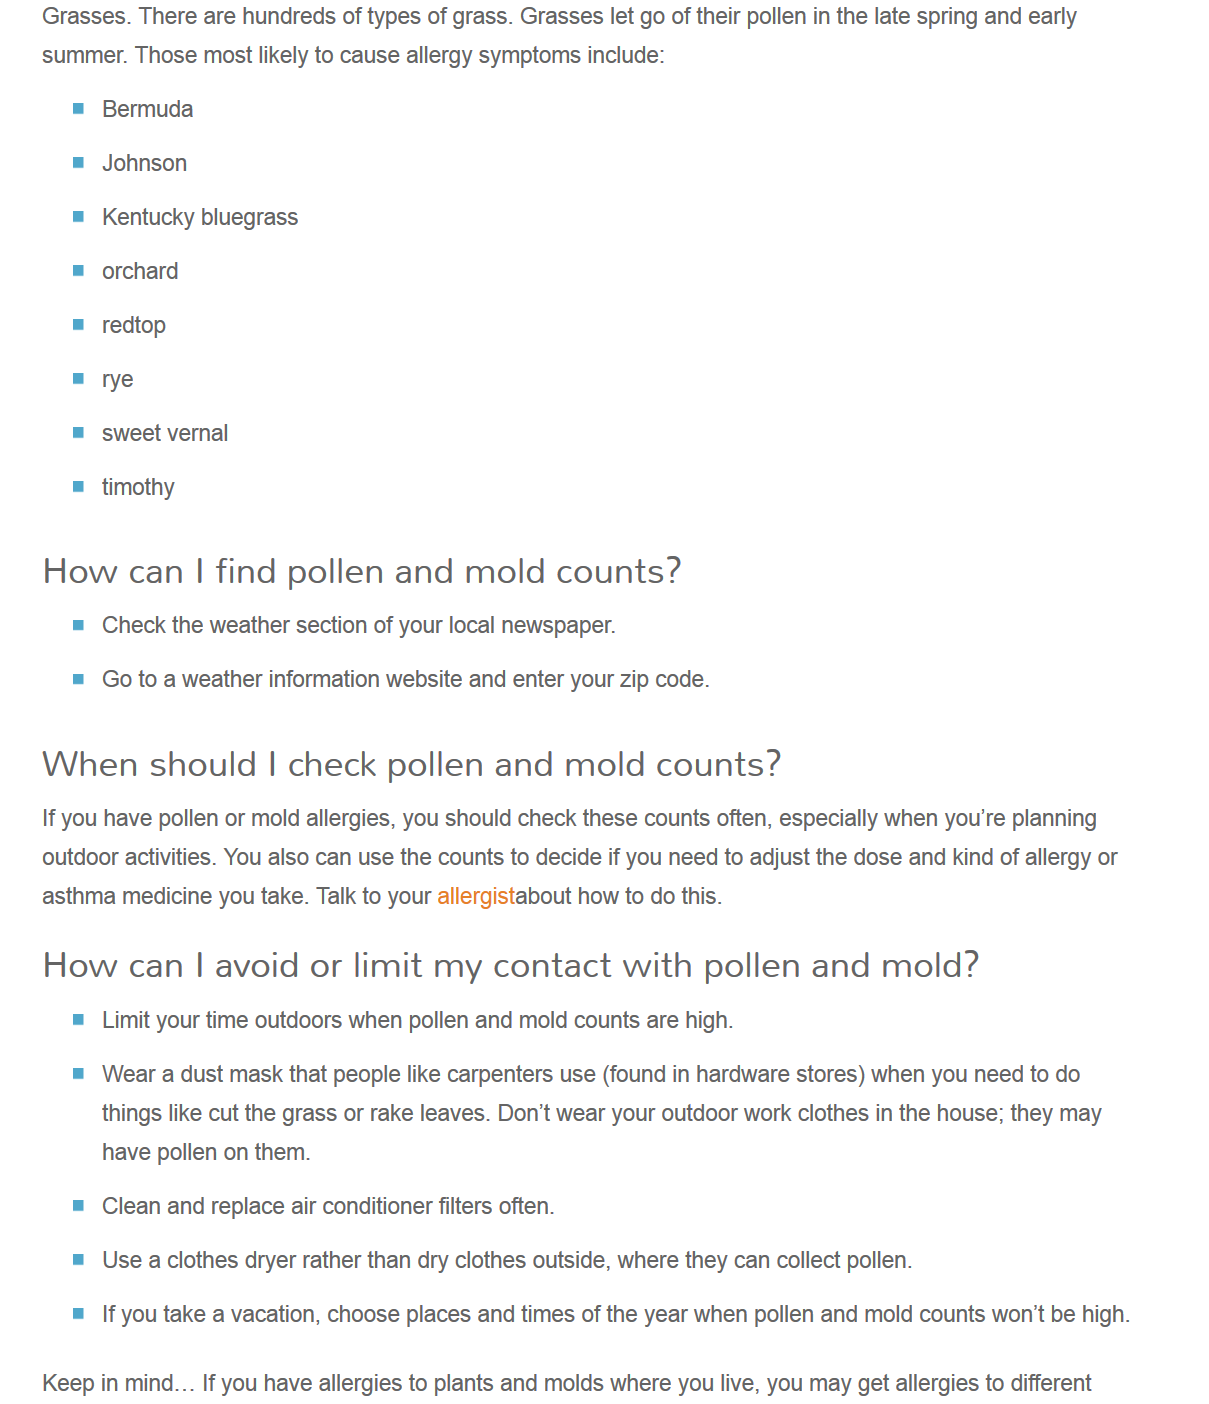 Grasses. There are hundreds of types of grass. Grasses let go of their pollen in the late spring and early
summer. Those most likely to cause allergy symptoms include:
Bermuda
Johnson
Kentucky bluegrass
orchard
redtop
rye
sweet vernal
timothy
How can I find pollen and mold counts?
Check the weather section of your local newspaper.
Go to a weather information website and enter your zip code.
When should I check pollen and mold counts?
If you have pollen or mold allergies, you should check these counts often, especially when you’re planning
outdoor activities. You also can use the counts to decide if you need to adjust the dose and kind of allergy or
asthma medicine you take. Talk to your allergistabout how to do this.
How can I avoid or limit my contact with pollen and mold?
Limit your time outdoors when pollen and mold counts are high.
Wear a dust mask that people like carpenters use (found in hardware stores) when you need to do
things like cut the grass or rake leaves. Don’t wear your outdoor work clothes in the house; they may
have pollen on them.
Clean and replace air conditioner filters often.
Use a clothes dryer rather than dry clothes outside, where they can collect pollen.
If you take a vacation, choose places and times of the year when pollen and mold counts won’t be high.
Keep in mind… If you have allergies to plants and molds where you live, you may get allergies to different